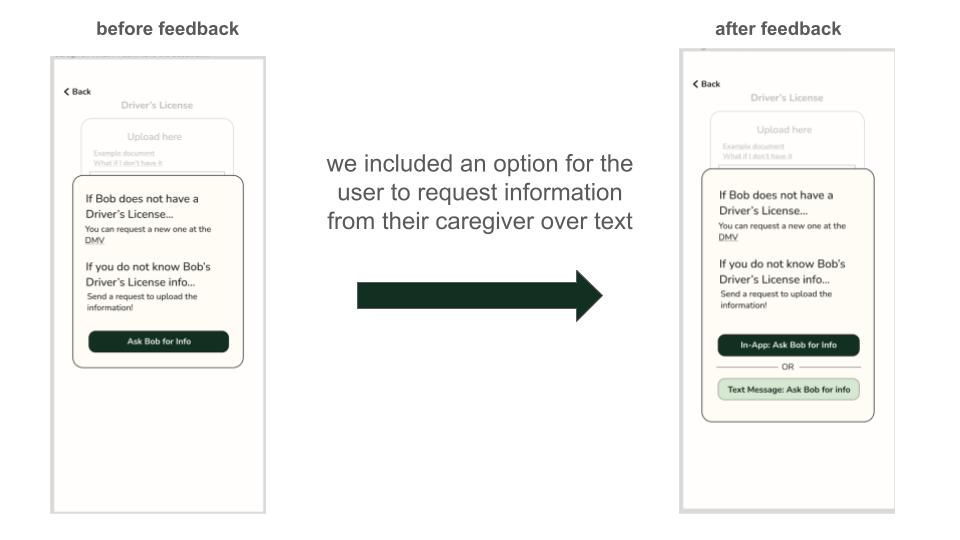 before feedback
after feedback
Back
Driver's License
Upload here
Example document
What if I don't have it
If Bob does not have a
Driver's License...
You can request a new one at the
DMV
If you do not know Bob's
Driver's License info...
Send a request to upload the
information!
Ask Bob for Info
we included an option for the
user to request information
from their caregiver over text
Back
Driver's License
Upload here
Example document
What if I don't have it
If Bob does not have a
Driver's License...
You can request a new one at the
DMV
If you do not know Bob's
Driver's License info...
Send a request to upload the
information!
In-App: Ask Bob for Info
OR
Text Message: Ask Bob for info